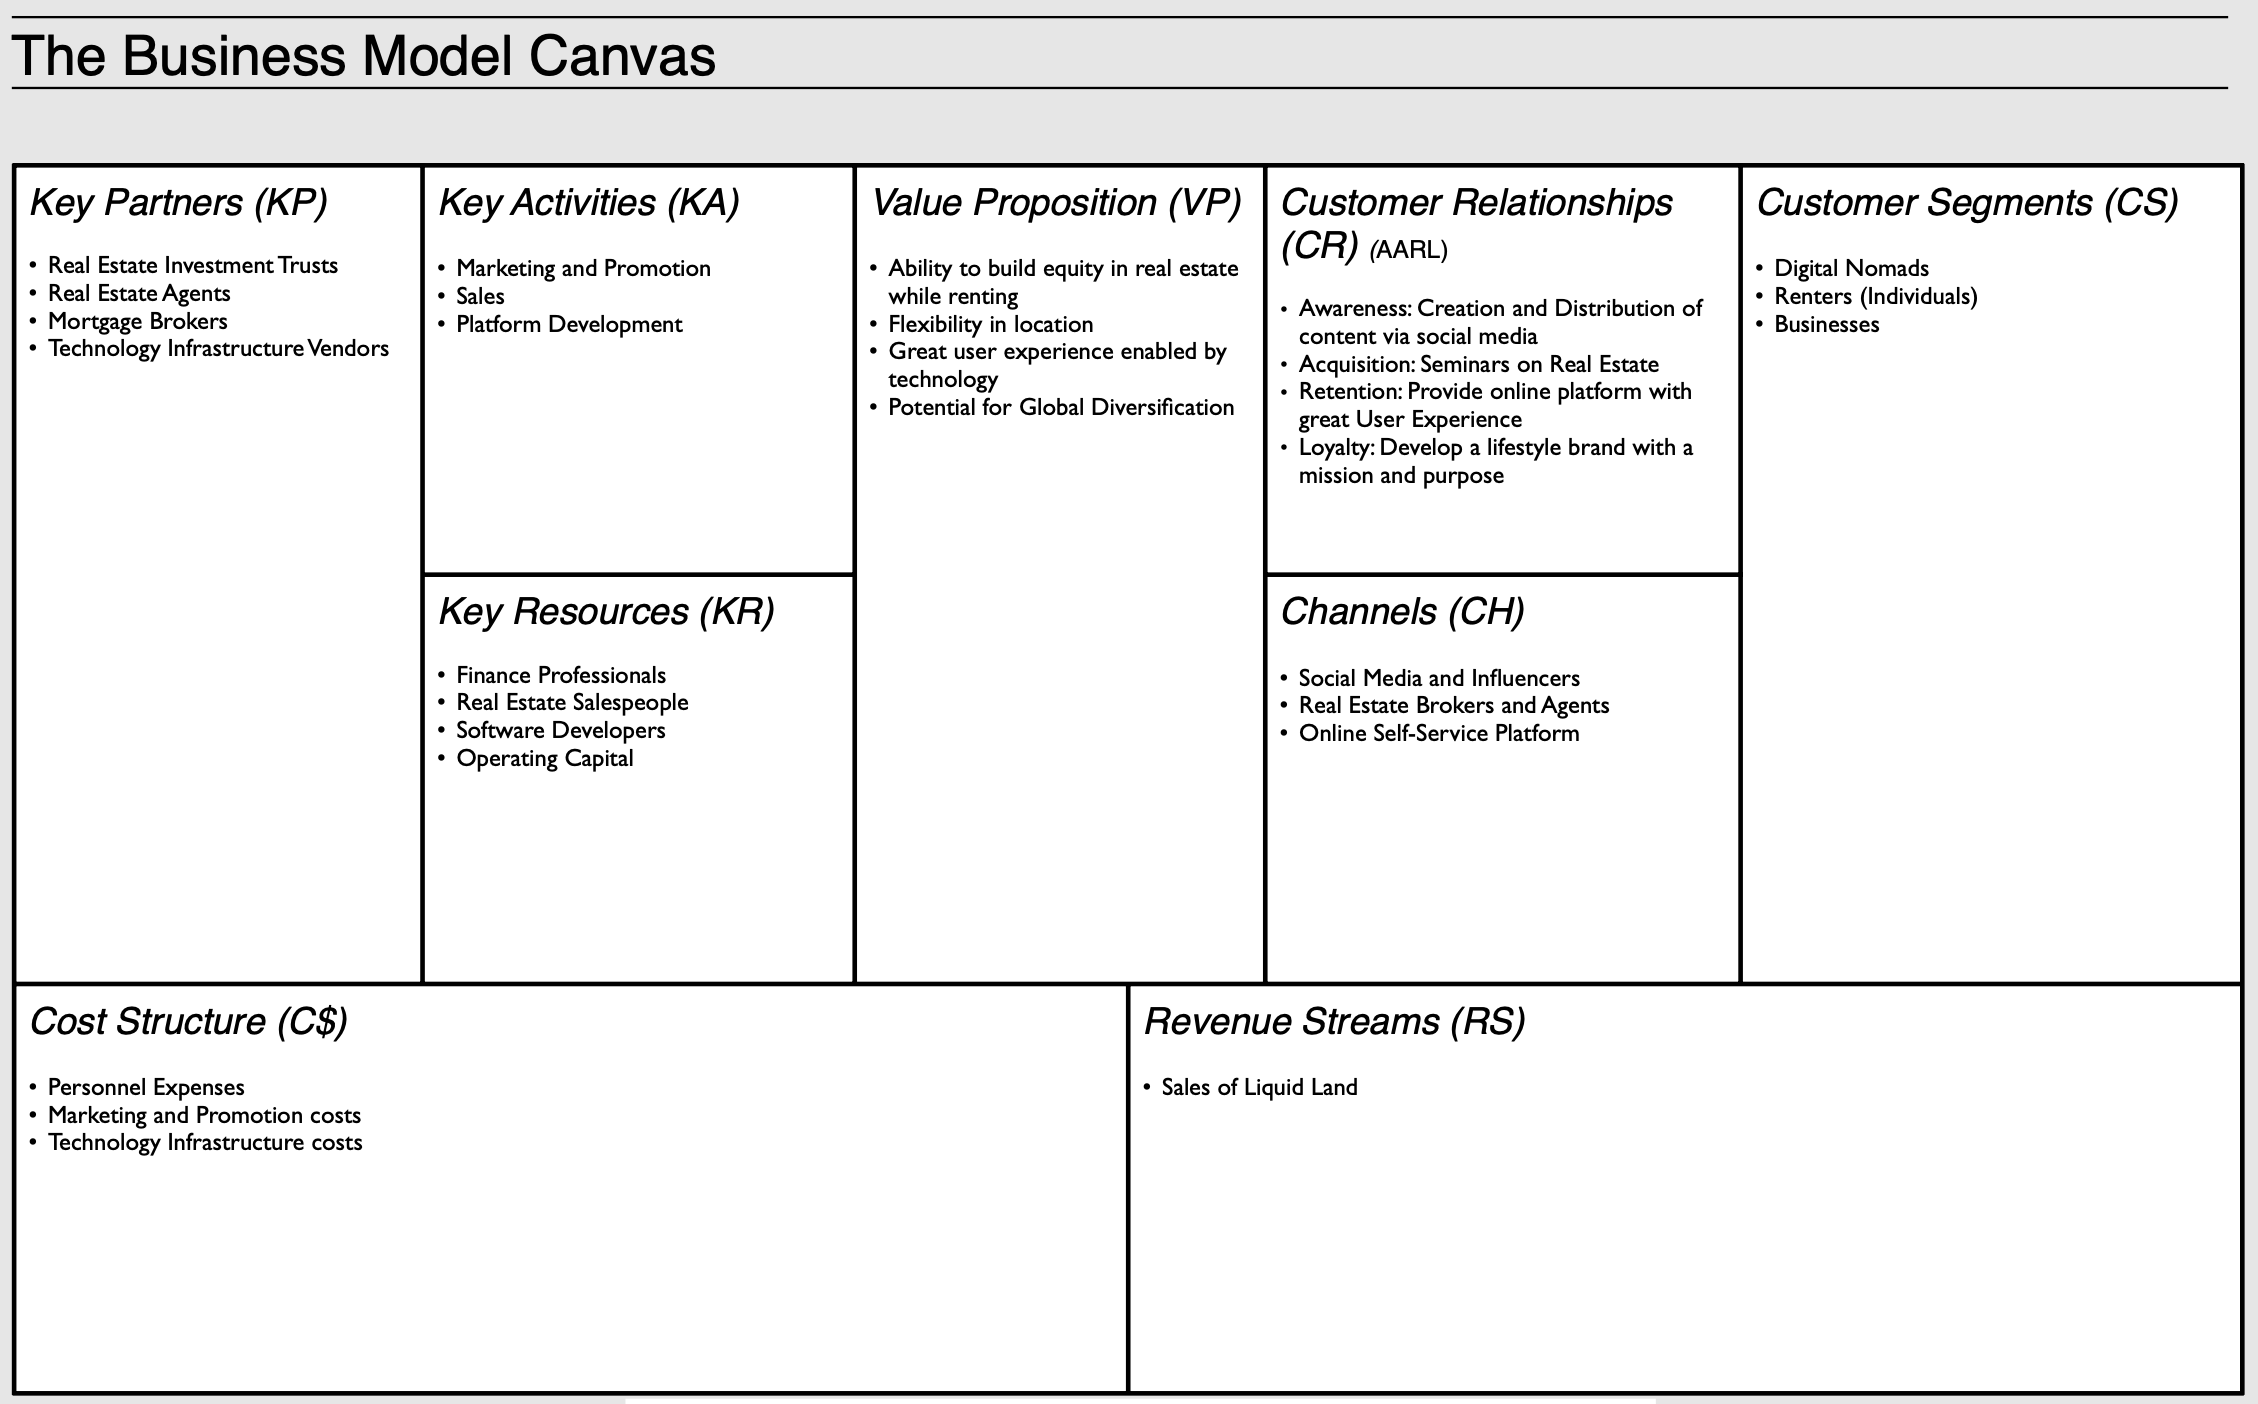 The Business Model Canvas
Key Partners (KP)
• Real Estate Investment Trusts
• Real Estate Agents
• Mortgage Brokers
• Technology Infrastructure Vendors
Key Activities (KA)
• Marketing and Promotion
• Sales
• Platform Development
Key Resources (KR)
• Finance Professionals
• Real Estate Salespeople
• Software Developers
• Operating Capital
Value Proposition (VP)
• Ability to build equity in real estate
while renting
• Flexibility in location
• Great user experience enabled by
technology
• Potential for Global Diversification
Customer Relationships
(CR) (AARL)
• Awareness: Creation and Distribution of
content via social media
• Acquisition: Seminars on Real Estate
• Retention: Provide online platform with
great User Experience
• Loyalty: Develop a lifestyle brand with a
mission and purpose
Channels (CH)
• Social Media and Influencers
• Real Estate Brokers and Agents
• Online Self-Service Platform
Customer Segments (CS)
• Digital Nomads
• Renters (Individuals)
• Businesses
Cost Structure (C$)
• Personnel Expenses
• Marketing and Promotion costs
• Technology Infrastructure costs
Revenue Streams (RS)
• Sales of Liquid Land